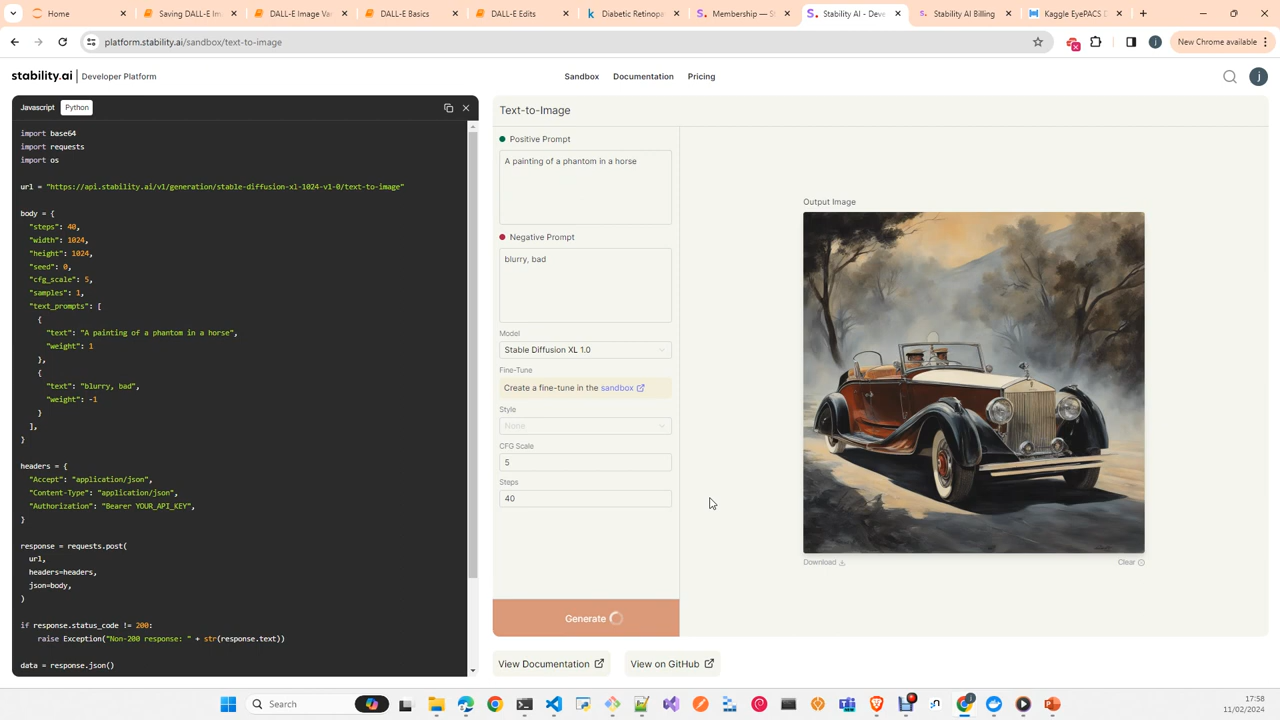 Home
Saving DALL-E Im
DALL-E Image Va
DALL-E Basics
DALL-E Edits
Diabetic Retinop
Membership — S
Stability AI - Deve
Stability AI Billing
Kaggle EyePACS D
platform.stability.ai/sandbox/text-to-image
j
New Chrome available
stability.ai | Developer Platform
Sandbox
Documentation
Pricing
j
Javascript
Python
import base64
import requests
import os
url = "https://api.stability.ai/v1/generation/stable-diffusion-xl-1024-v1-0/text-to-image"
body = {
"steps": 40,
"width": 1024,
"height": 1024,
"seed": 0,
"cfg_scale": 5,
"samples": 1,
"text_prompts": [
{
"text": "A painting of a phantom in a horse",
"weight": 1
},
{
"text": "blurry, bad",
"weight": -1
}
],
}
headers = {
"Accept": "application/json",
"Content-Type": "application/json",
"Authorization": "Bearer YOUR_API_KEY",
}
response = requests.post(
url,
headers=headers,
json=body,
)
if response.status_code != 200:
raise Exception("Non-200 response: " + str(response.text))
data = response.json()
Text-to-Image
Positive Prompt
A painting of a phantom in a horse
Negative Prompt
blurry, bad
Model
Stable Diffusion XL 1.0
Fine-Tune
Create a fine-tune in the sandbox
Style
None
CFG Scale
5
Steps
40
Generate
Output Image
Download
Clear
View Documentation
View on GitHub
Search
17:58
11/02/2024